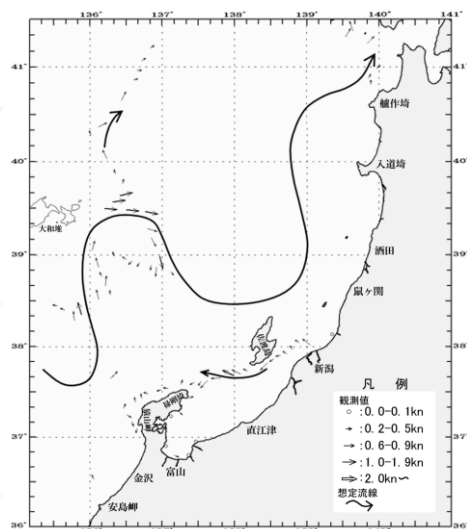 136° 137° 138° 139° 140° 141°
41° 41°
艫作埼
40° 入道埼 40°
大和堆
39° 酒田 39°
鼠ヶ関
38° 38°
新潟
凡 例
観測値
○ :0.0-0.1kn
:0.2-0.5kn
:0.6-0.9kn
:1.0-1.9kn
:2.0kn〜
想定流線
37° 直江津 37°
金沢
富山
安島岬
36° 36°